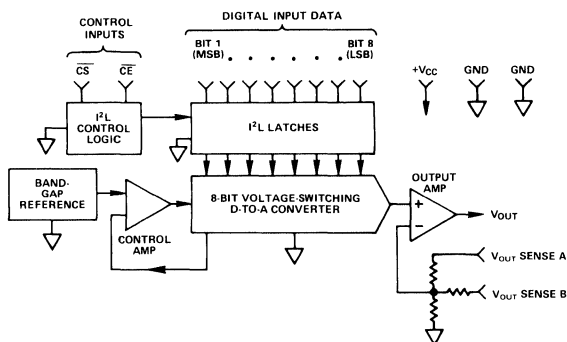 CONTROL
INPUTS
DIGITAL INPUT DATA
CS
CE
BIT 1
(MSB)
BIT 8
(LSB)
+VCC
GND
GND
I²L
CONTROL
LOGIC
I²L LATCHES
BAND-
GAP
REFERENCE
CONTROL
AMP
8-BIT VOLTAGE-SWITCHING
D-TO-A CONVERTER
OUTPUT
AMP
+
−
VOUT
VOUT SENSE A
VOUT SENSE B